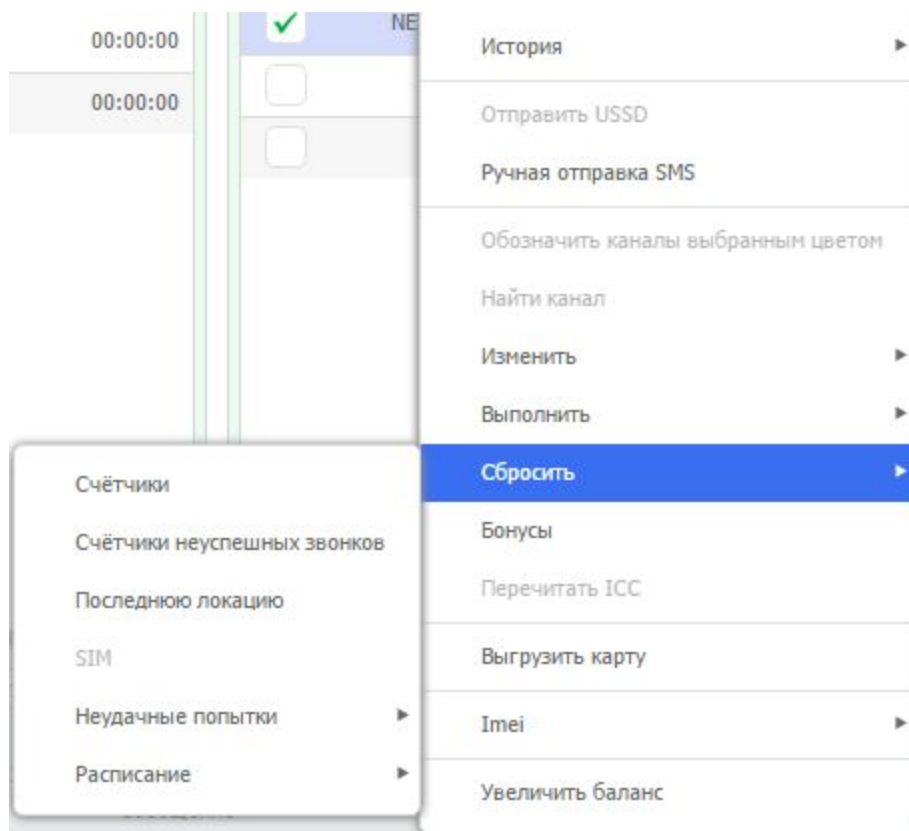 00:00:00
NE
00:00:00
История
Отправить USSD
Ручная отправка SMS
Обозначить каналы выбранным цветом
Найти канал
Изменить
Выполнить
Сбросить
Бонусы
Перечитать ICC
Выгрузить карту
Imei
Увеличить баланс
Счётчики
Счётчики неуспешных звонков
Последнюю локацию
SIM
Неудачные попытки
Расписание